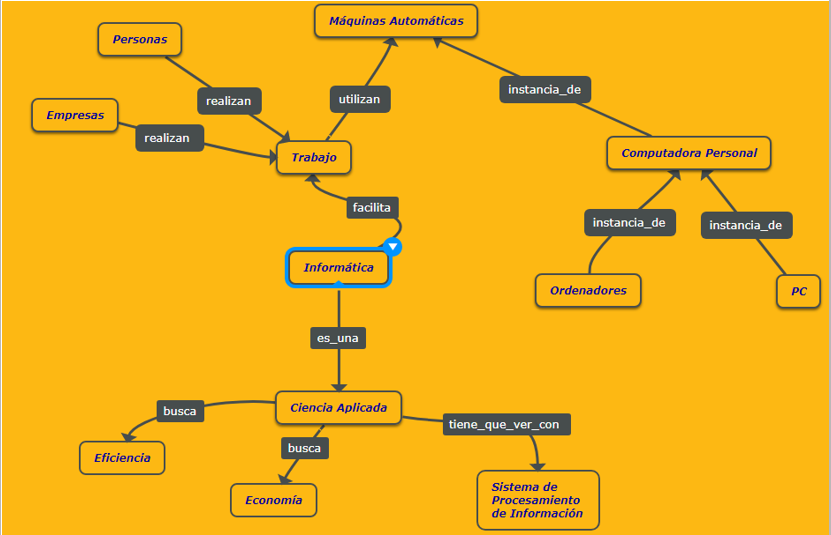 Máquinas Automáticas
Personas
realizan
utilizan
instancia_de
Empresas
realizan
Trabajo
Computadora Personal
facilita
instancia_de
instancia_de
Informática
Ordenadores
PC
es_una
busca
Ciencia Aplicada
tiene_que_ver_con
busca
Eficiencia
Economía
Sistema de
Procesamiento
de Información